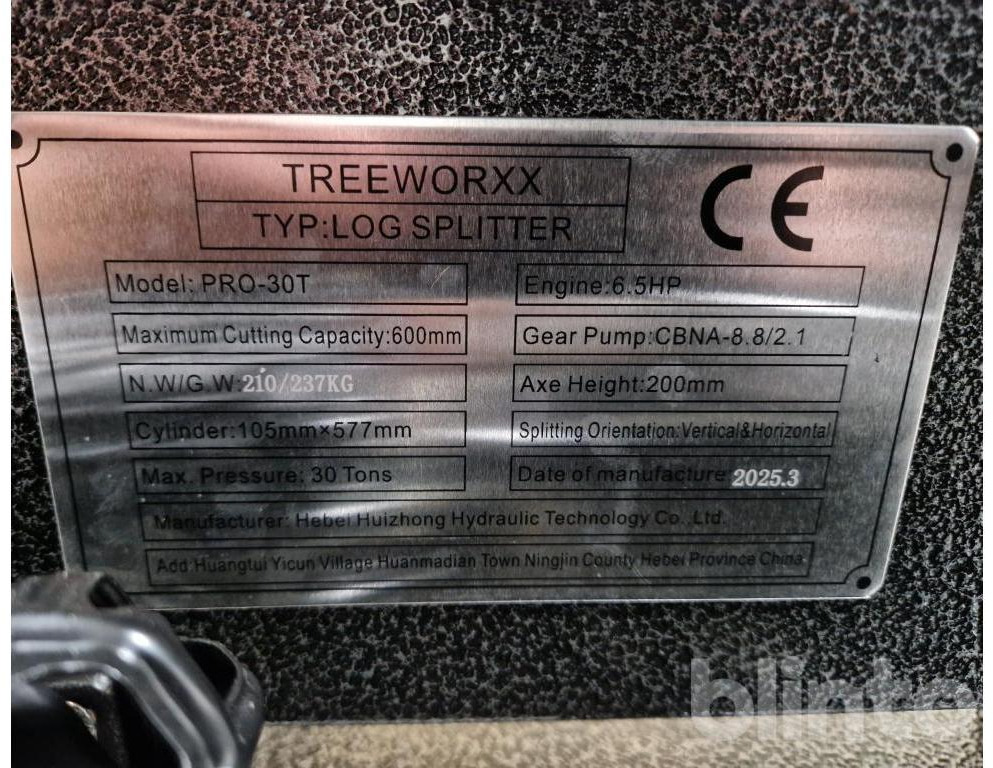 TREEWORXX
TYP:LOG SPLITTER
CE
Model: PRO-30T
Engine:6.5HP
Maximum Cutting Capacity:600mm
Gear Pump:CBNA-8.8/2.1
N.W/G.W:210/237KG
Axe Height:200mm
Cylinder:105mm×577mm
Splitting Orientation:Vertical&Horizontal
Max. Pressure: 30 Tons
Date of manufacture 2025.3
Manufacturer: Hebei Huizhong Hydraulic Technology Co.,Ltd.
Add:Huangtui Yicun Village Huanmadian Town Ningjin County Hebei Province China
blinto